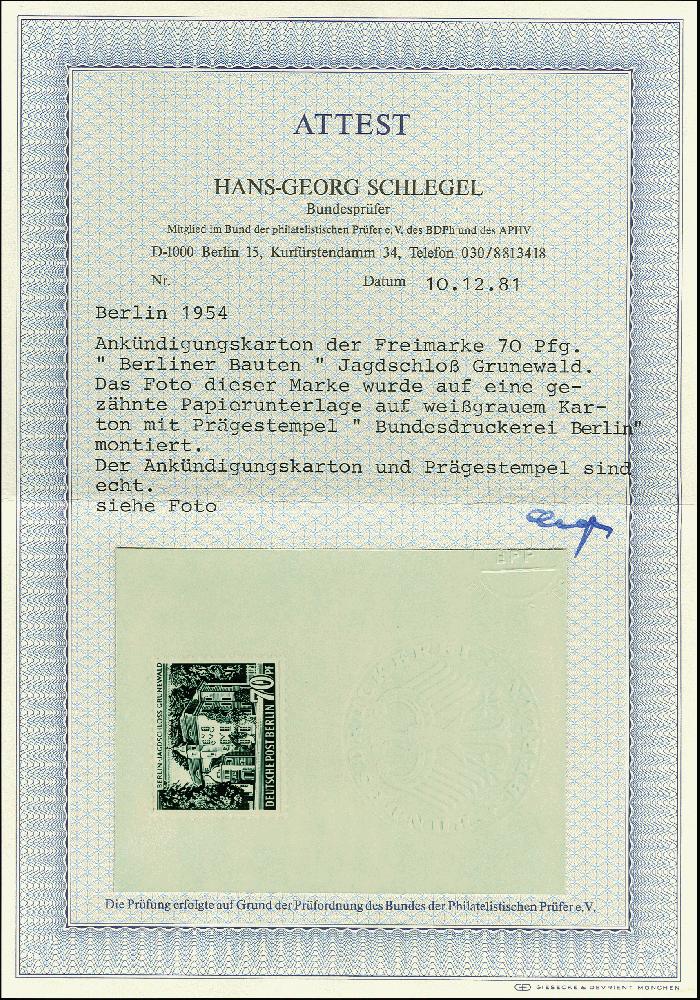 ATTEST
HANS-GEORG SCHLEGEL
Bundesprüfer
Mitglied im Bund der philatelistischen Prüfer e.V. des BDPh und des APHV
D-1000 Berlin 15, Kurfürstendamm 34, Telefon 030/8813418
Nr. Datum 10.12.81
Berlin 1954
Ankündigungskarton der Freimarke 70 Pfg.
" Berliner Bauten " Jagdschloß Grunewald.
Das Foto dieser Marke wurde auf eine ge-
zähnte Papierunterlage auf weißgrauem Kar-
ton mit Prägestempel " Bundesdruckerei Berlin"
montiert.
Der Ankündigungskarton und Prägestempel sind
echt.
siehe Foto
BPP
BERLIN·JAGDSCHLOSS GRUNEWALD
70 Pf
DEUTSCHE POST BERLIN
Die Prüfung erfolgte auf Grund der Prüfordnung des Bundes der Philatelistischen Prüfer e.V.
GIESECKE & DEVRIENT MÜNCHEN